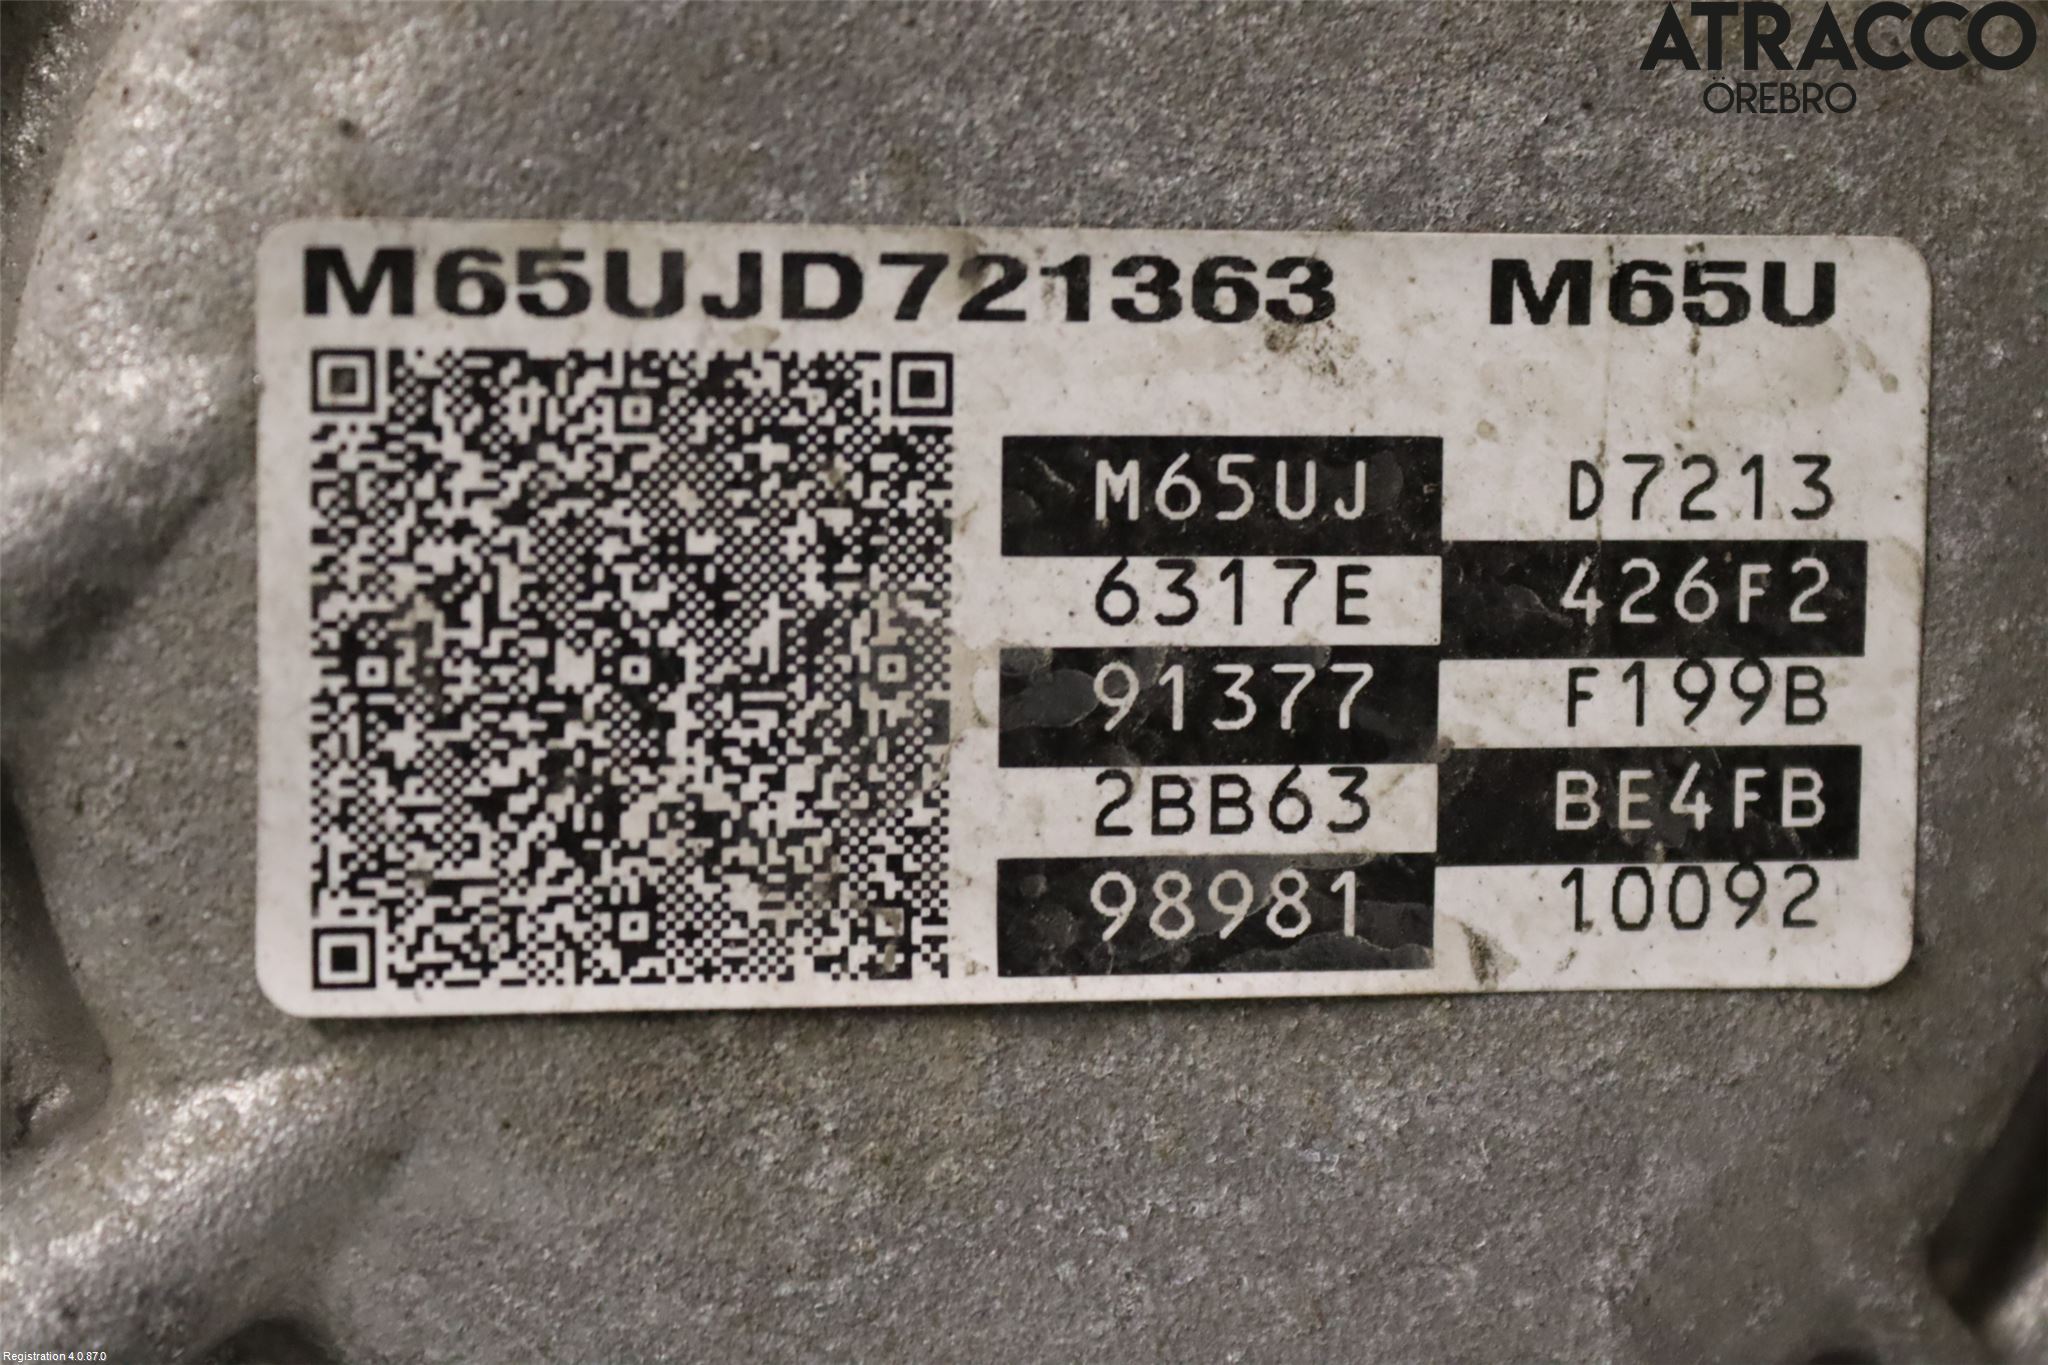 ATRACCO
ÖREBRO
M65UJD721363 M65U
M65UJ D7213
6317E 426F2
91377 F199B
2BB63 BE4FB
98981 10092
Registration 4.0.87.0